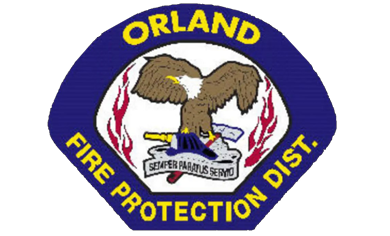 ORLAND
SEMPER PARATUS SERVIO
FIRE PROTECTION DIST.